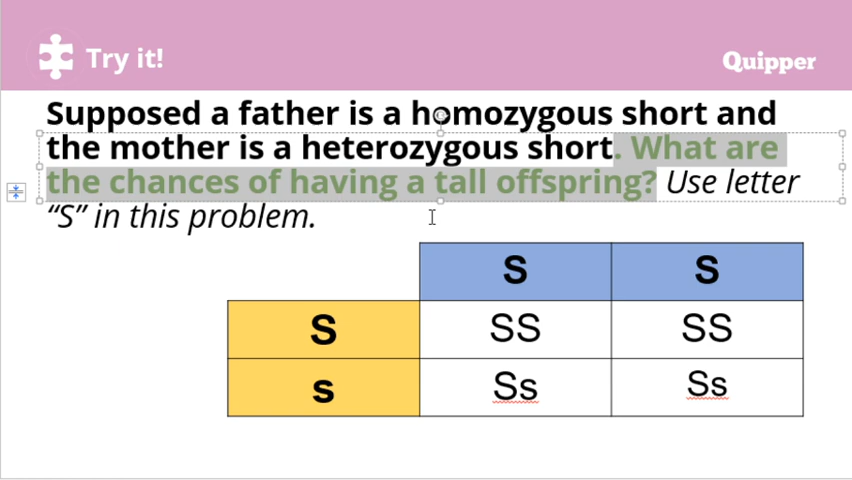 Try it!
Quipper
Supposed a father is a homozygous short and
the mother is a heterozygous short. What are
the chances of having a tall offspring? Use letter
“S” in this problem.
S S
S SS SS
s Ss Ss